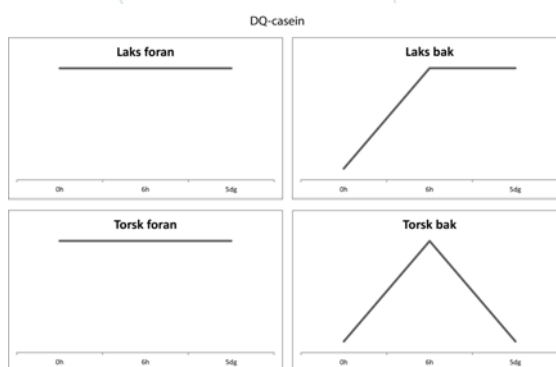 DQ-casein
Laks foran
0h 6h 5dg
Laks bak
0h 6h 5dg
Torsk foran
0h 6h 5dg
Torsk bak
0h 6h 5dg